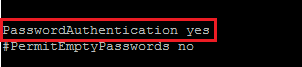 PasswordAuthentication yes
#PermitEmptyPasswords no